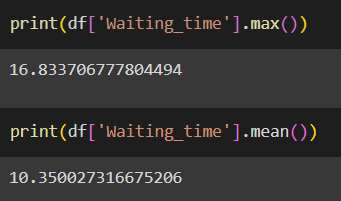 print(df['Waiting_time'].max())
16.833706777804494
print(df['Waiting_time'].mean())
10.350027316675206